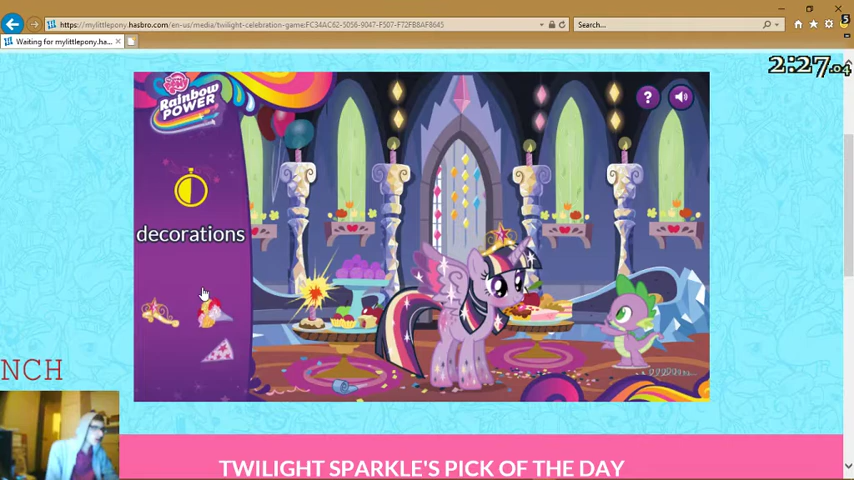 https://mylittlepony.hasbro.com/en-us/media/twilight-celebration-game:FC34AC62-5056-9047-F507-F72FB8AF8645
Search...
5
Waiting for mylittlepony.ha...
2:27.04
Rainbow
POWER
?
decorations
NCH
TWILIGHT SPARKLE'S PICK OF THE DAY